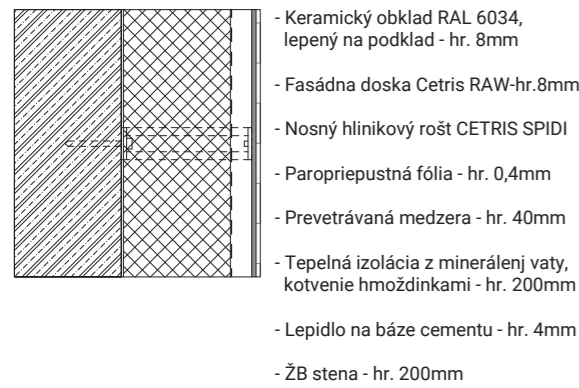 - Keramický obklad RAL 6034,
lepený na podklad - hr. 8mm
- Fasádna doska Cetris RAW-hr.8mm
- Nosný hlinikový rošt CETRIS SPIDI
- Paropriepustná fólia - hr. 0,4mm
- Prevetrávaná medzera - hr. 40mm
- Tepelná izolácia z minerálenj vaty,
kotvenie hmoždinkami - hr. 200mm
- Lepidlo na báze cementu - hr. 4mm
- ŽB stena - hr. 200mm